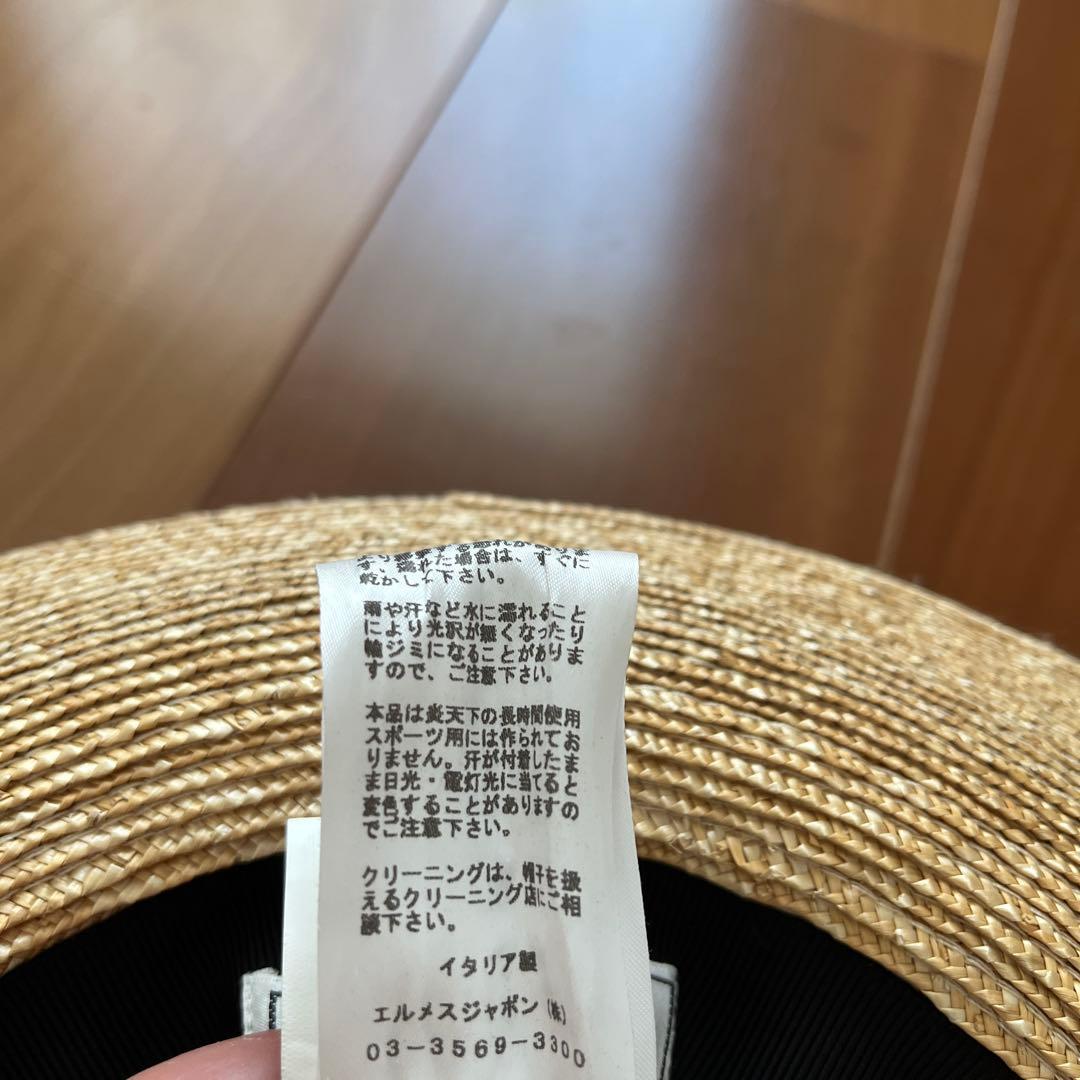 す、濡れた場合は、すぐに
乾かして下さい。
雨や汗など水に濡れること
により光沢が無くなったり
輪ジミになることがありま
すので、ご注意下さい。
本品は炎天下の長時間使用
スポーツ用には作られてお
りません。汗が付着したま
ま日光・電灯光に当てると
変色することがありますの
でご注意下さい。
クリーニングは、帽子を扱
えるクリーニング店にご相
談下さい。
イタリア製
エルメスジャポン(株)
03-3569-3300